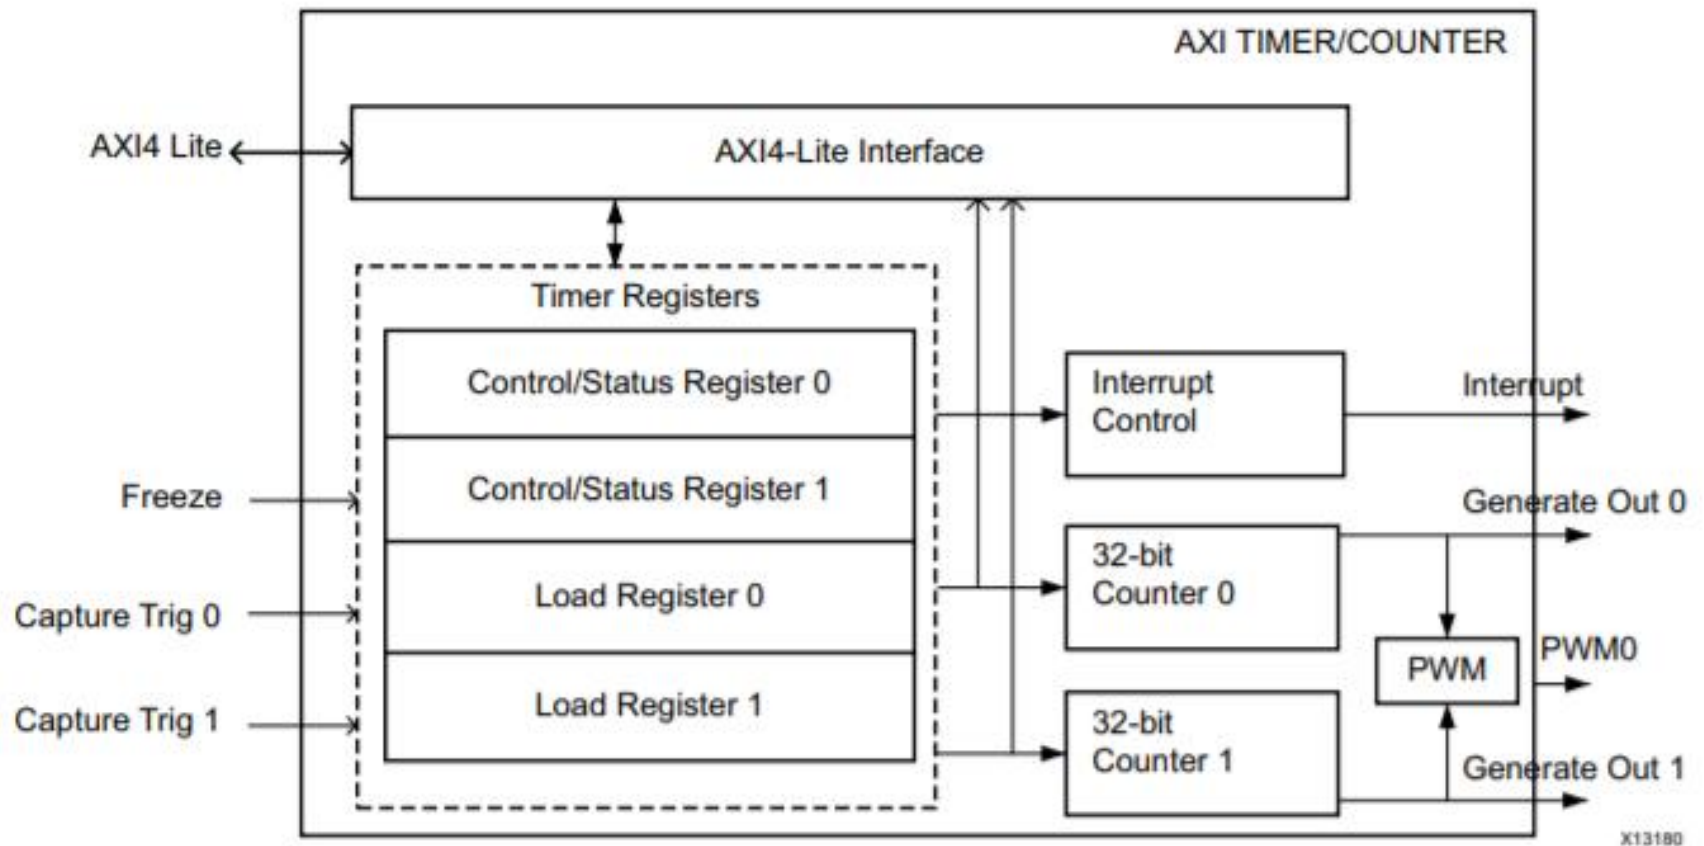 AXI TIMER/COUNTER
AXI4 Lite
AXI4-Lite Interface
Timer Registers
Control/Status Register 0
Control/Status Register 1
Load Register 0
Load Register 1
Freeze
Capture Trig 0
Capture Trig 1
Interrupt
Control
Interrupt
Generate Out 0
32-bit
Counter 0
PWM
PWM0
32-bit
Counter 1
Generate Out 1
X13180